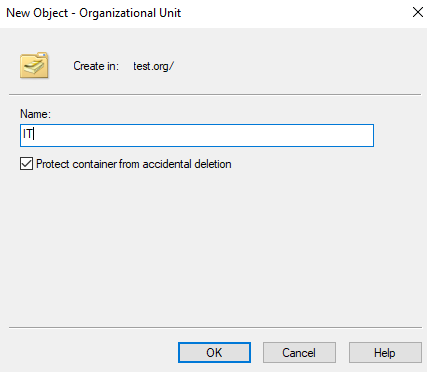 New Object - Organizational Unit
Create in: test.org/
Name:
IT
Protect container from accidental deletion
OK Cancel Help